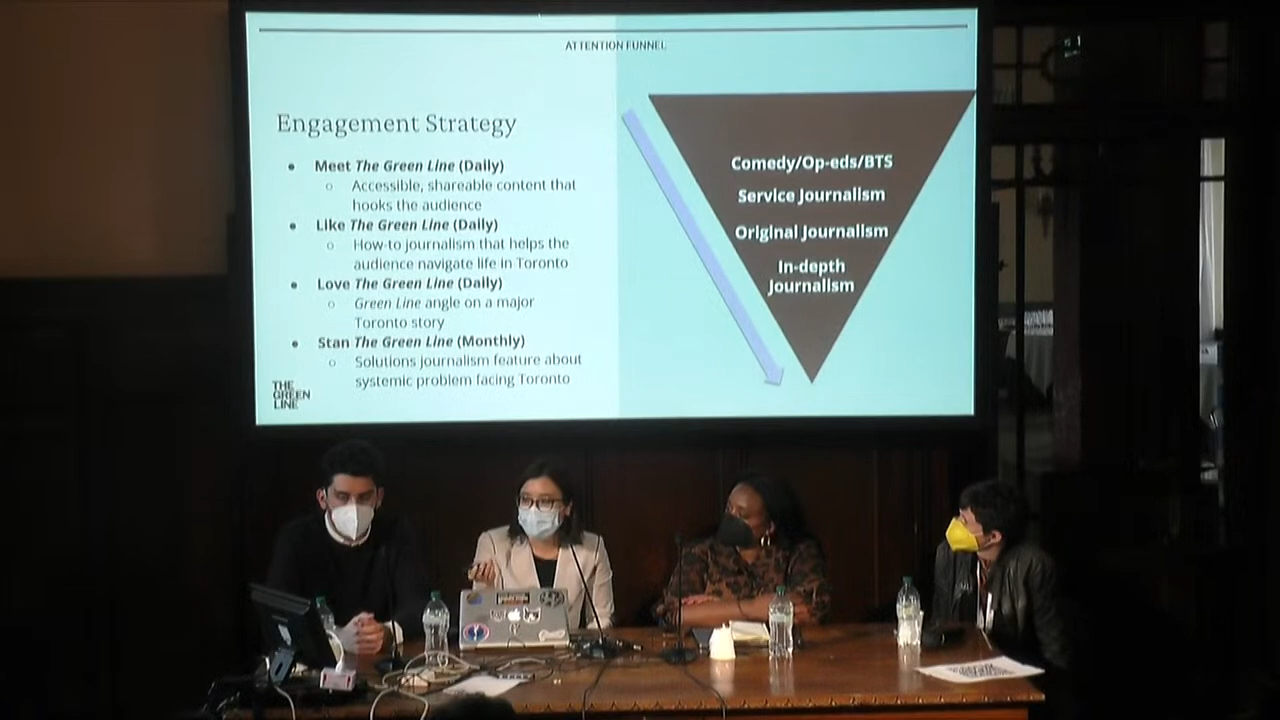 ATTENTION FUNNEL
Engagement Strategy
Meet The Green Line (Daily)
Accessible, shareable content that
hooks the audience
Like The Green Line (Daily)
How-to journalism that helps the
audience navigate life in Toronto
Love The Green Line (Daily)
Green Line angle on a major
Toronto story
Stan The Green Line (Monthly)
Solutions journalism feature about
systemic problem facing Toronto
THE
GREEN
LINE
Comedy/Op-eds/BTS
Service Journalism
Original Journalism
In-depth
Journalism